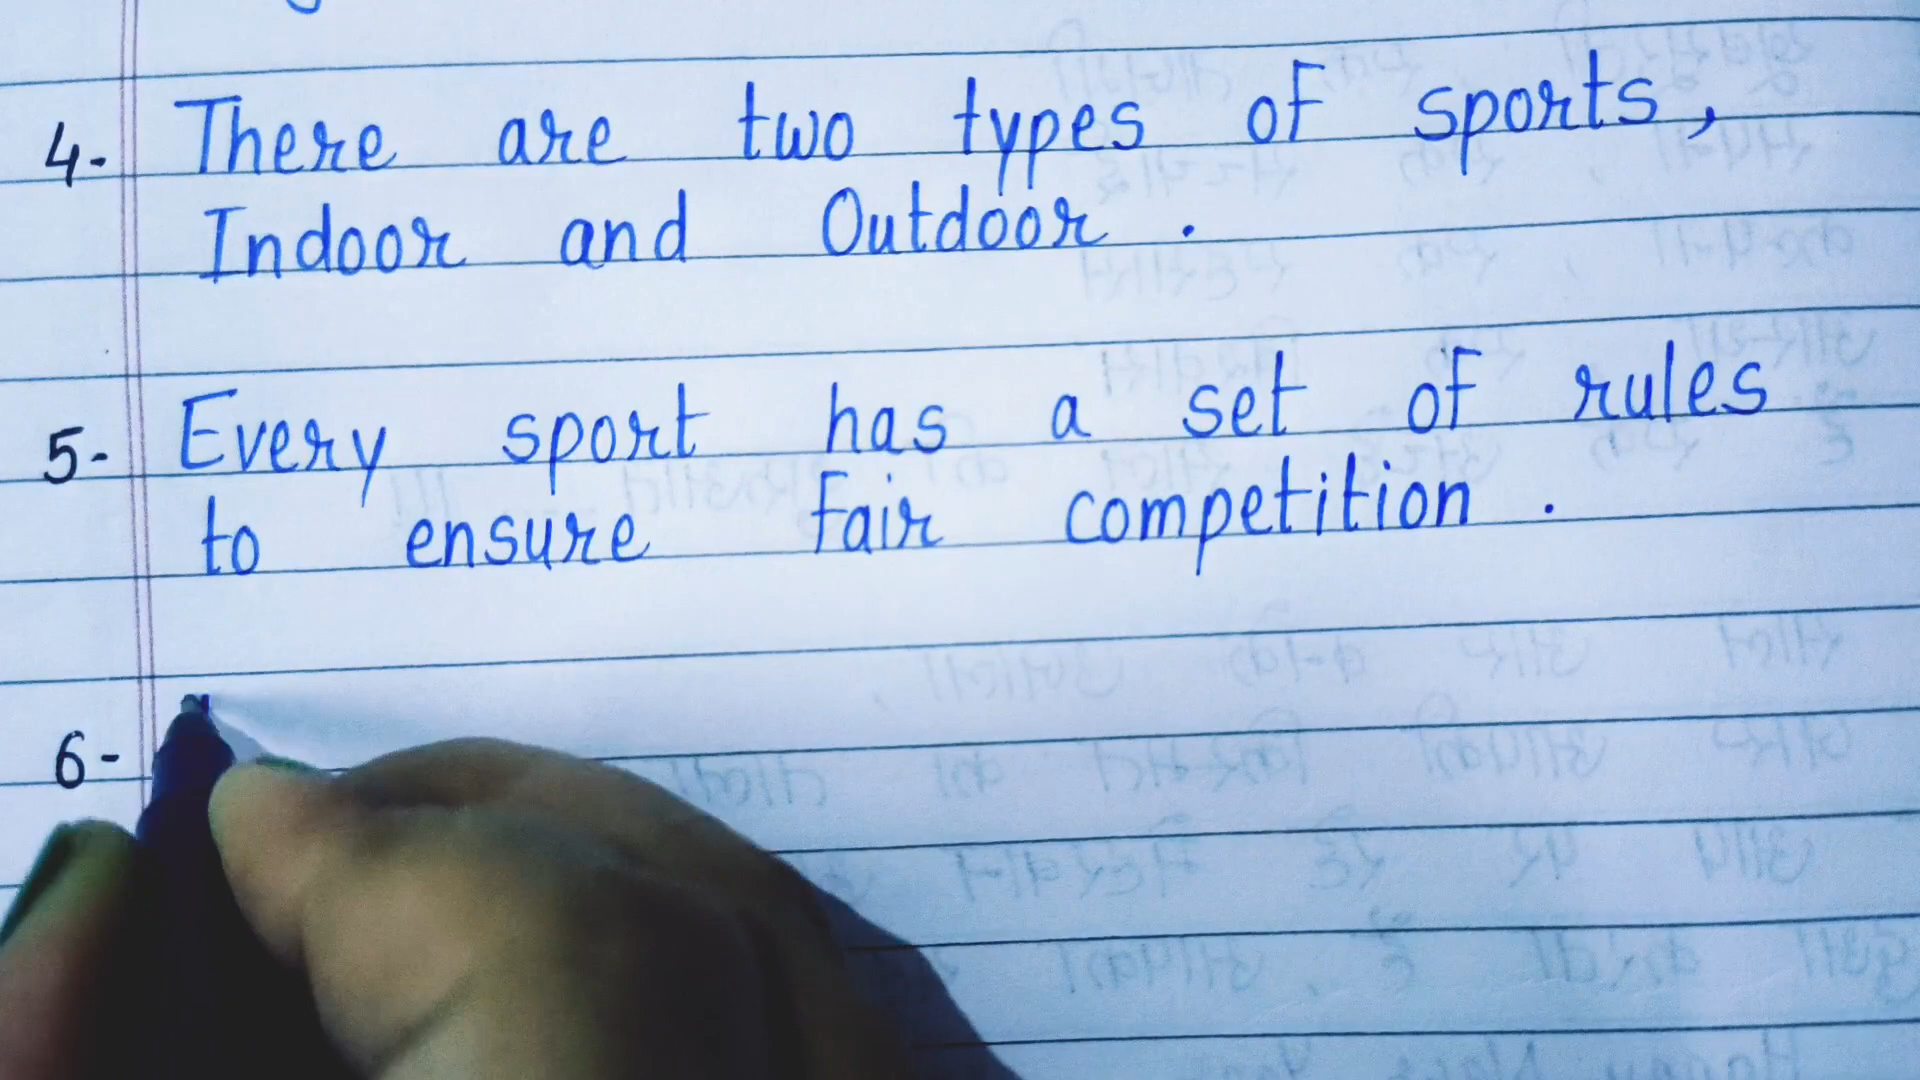 4- There are two types of sports,
Indoor and Outdoor .
5- Every sport has a set of rules
to ensure fair competition .
6-